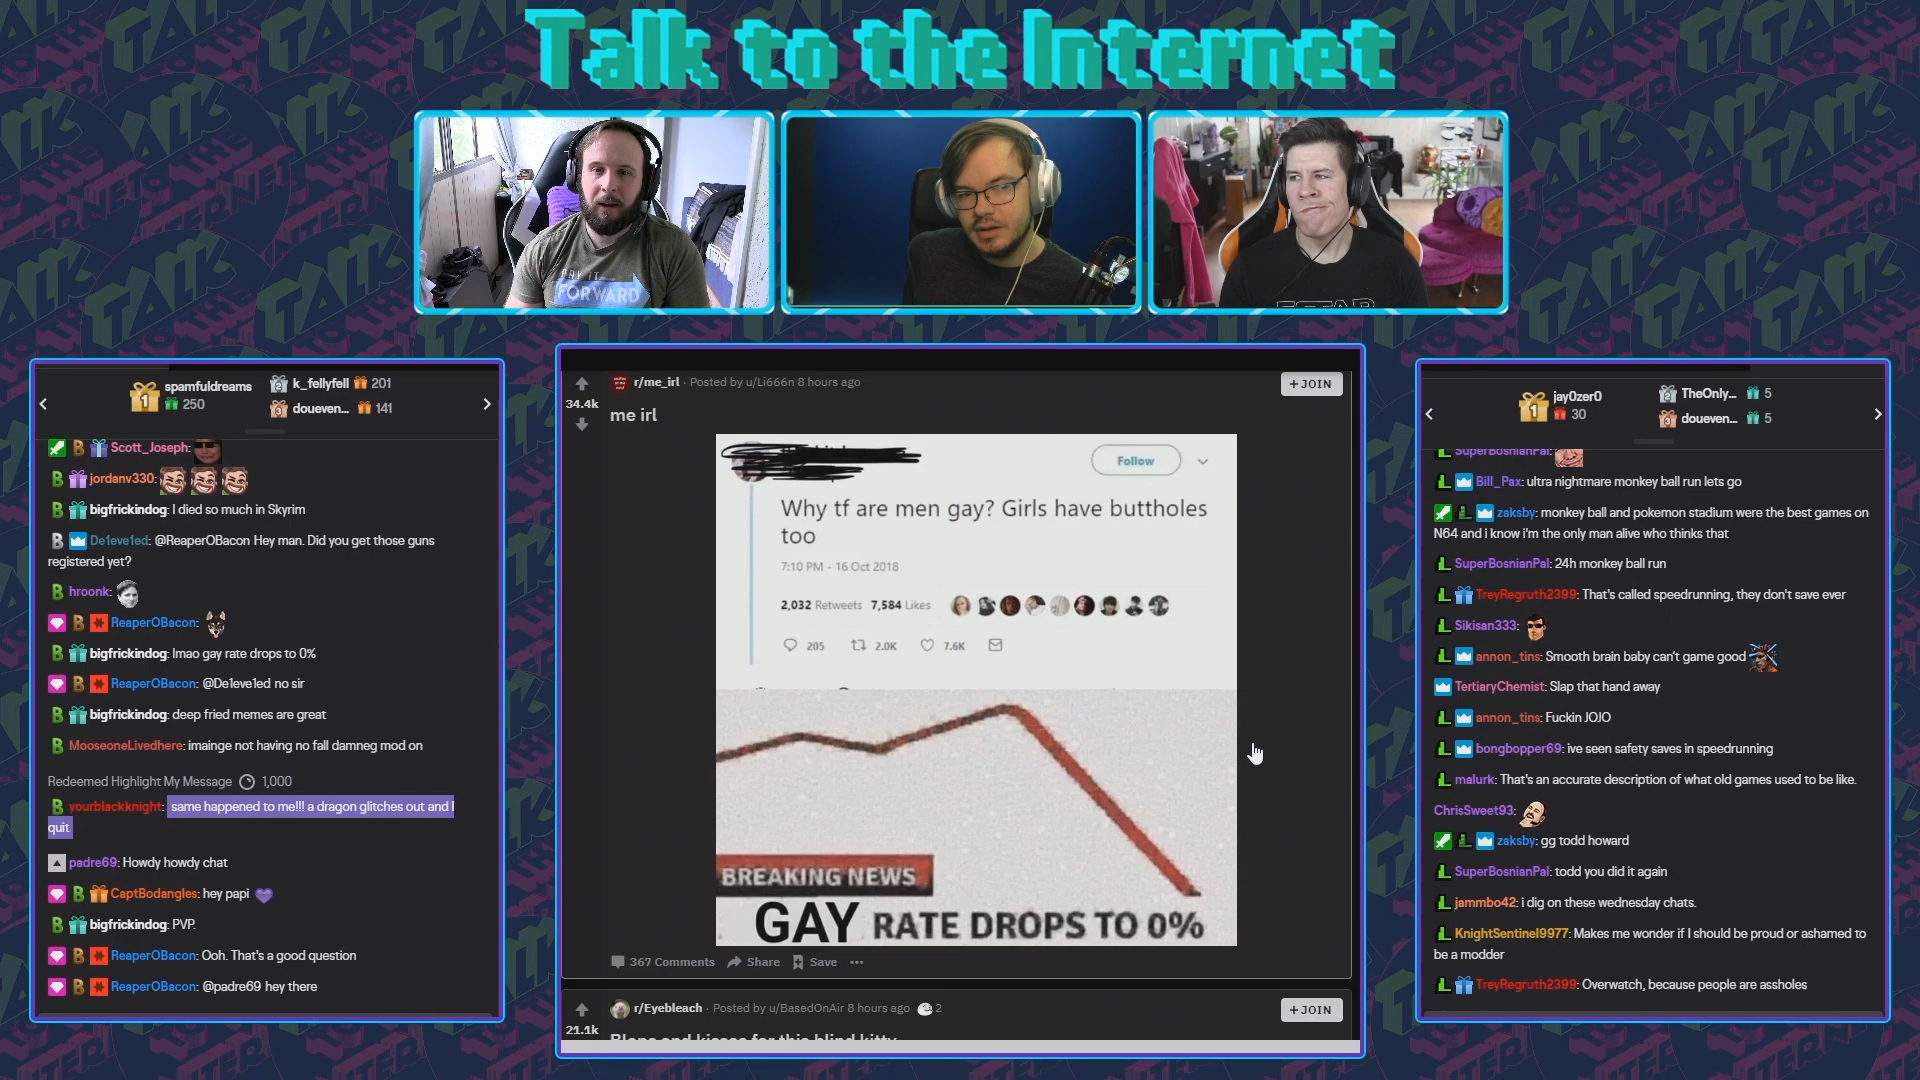 Talk to the Internet
PAY IT
FORWARD
spamfuldreams
250
k_fellyfell 201
doueven... 141
Scott_Joseph:
jordanv330:
bigfrickindog: I died so much in Skyrim
De1eve1ed: @ReaperOBacon Hey man. Did you get those guns
registered yet?
hroonk:
ReaperOBacon:
bigfrickindog: lmao gay rate drops to 0%
ReaperOBacon: @De1eve1ed no sir
bigfrickindog: deep fried memes are great
MooseoneLivedhere: imainge not having no fall damneg mod on
Redeemed Highlight My Message 1,000
yourblackknight: same happened to me!!! a dragon glitches out and I
quit
padre69: Howdy howdy chat
CaptBodangles: hey papi
bigfrickindog: PVP.
ReaperOBacon: Ooh. That's a good question
ReaperOBacon: @padre69 hey there
r/me_irl · Posted by u/Li666n 8 hours ago
+JOIN
34.4k
me irl
Follow
Why tf are men gay? Girls have buttholes
too
7:10 PM - 16 Oct 2018
2,032 Retweets 7,584 Likes
205 2.0K 7.6K
BREAKING NEWS
GAY RATE DROPS TO 0%
367 Comments Share Save
r/Eyebleach · Posted by u/BasedOnAir 8 hours ago 2
+JOIN
21.1k
jay0zer0
30
TheOnly... 5
doueven... 5
SuperBosnianPal:
Bill_Pax: ultra nightmare monkey ball run lets go
zaksby: monkey ball and pokemon stadium were the best games on
N64 and i know i'm the only man alive who thinks that
SuperBosnianPal: 24h monkey ball run
TreyRegruth2399: That's called speedrunning, they don't save ever
Sikisan333:
annon_tins: Smooth brain baby can't game good
TertiaryChemist: Slap that hand away
annon_tins: Fuckin JOJO
bongbopper69: ive seen safety saves in speedrunning
malurk: That's an accurate description of what old games used to be like.
ChrisSweet93:
zaksby: gg todd howard
SuperBosnianPal: todd you did it again
jammbo42: i dig on these wednesday chats.
KnightSentinel9977: Makes me wonder if I should be proud or ashamed to
be a modder
TreyRegruth2399: Overwatch, because people are assholes